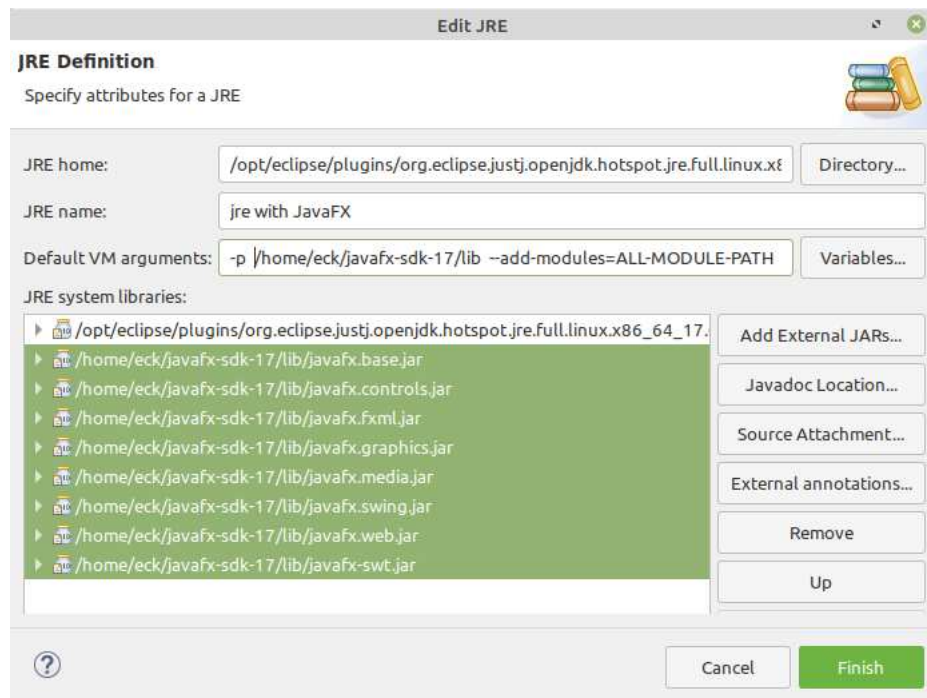 Edit JRE
JRE Definition
Specify attributes for a JRE
JRE home: /opt/eclipse/plugins/org.eclipse.justj.openjdk.hotspot.jre.full.linux.x8 Directory...
JRE name: jre with JavaFX
Default VM arguments: -p /home/eck/javafx-sdk-17/lib --add-modules=ALL-MODULE-PATH Variables...
JRE system libraries:
/opt/eclipse/plugins/org.eclipse.justj.openjdk.hotspot.jre.full.linux.x86_64_17. Add External JARs...
/home/eck/javafx-sdk-17/lib/javafx.base.jar
/home/eck/javafx-sdk-17/lib/javafx.controls.jar Javadoc Location...
/home/eck/javafx-sdk-17/lib/javafx.fxml.jar
/home/eck/javafx-sdk-17/lib/javafx.graphics.jar Source Attachment...
/home/eck/javafx-sdk-17/lib/javafx.media.jar External annotations...
/home/eck/javafx-sdk-17/lib/javafx.swing.jar
/home/eck/javafx-sdk-17/lib/javafx.web.jar Remove
/home/eck/javafx-sdk-17/lib/javafx-swt.jar Up
? Cancel Finish